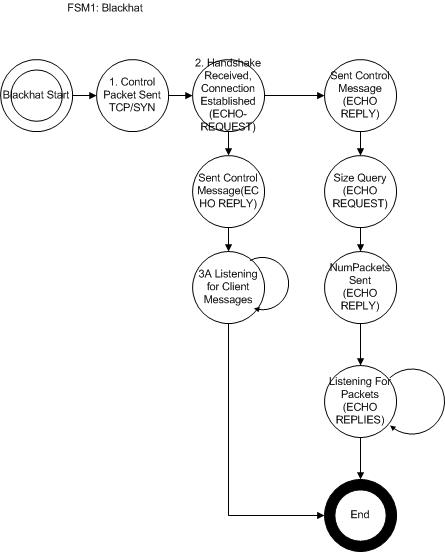 FSM1: Blackhat
Blackhat Start
1. Control
Packet Sent
TCP/SYN
2. Handshake
Received,
Connection
Established
(ECHO-
REQUEST)
Sent Control
Message
(ECHO
REPLY)
Sent Control
Message(EC
HO REPLY)
Size Query
(ECHO
REQUEST)
3A Listening
for Client
Messages
NumPackets
Sent
(ECHO
REPLY)
Listening For
Packets
(ECHO
REPLIES)
End